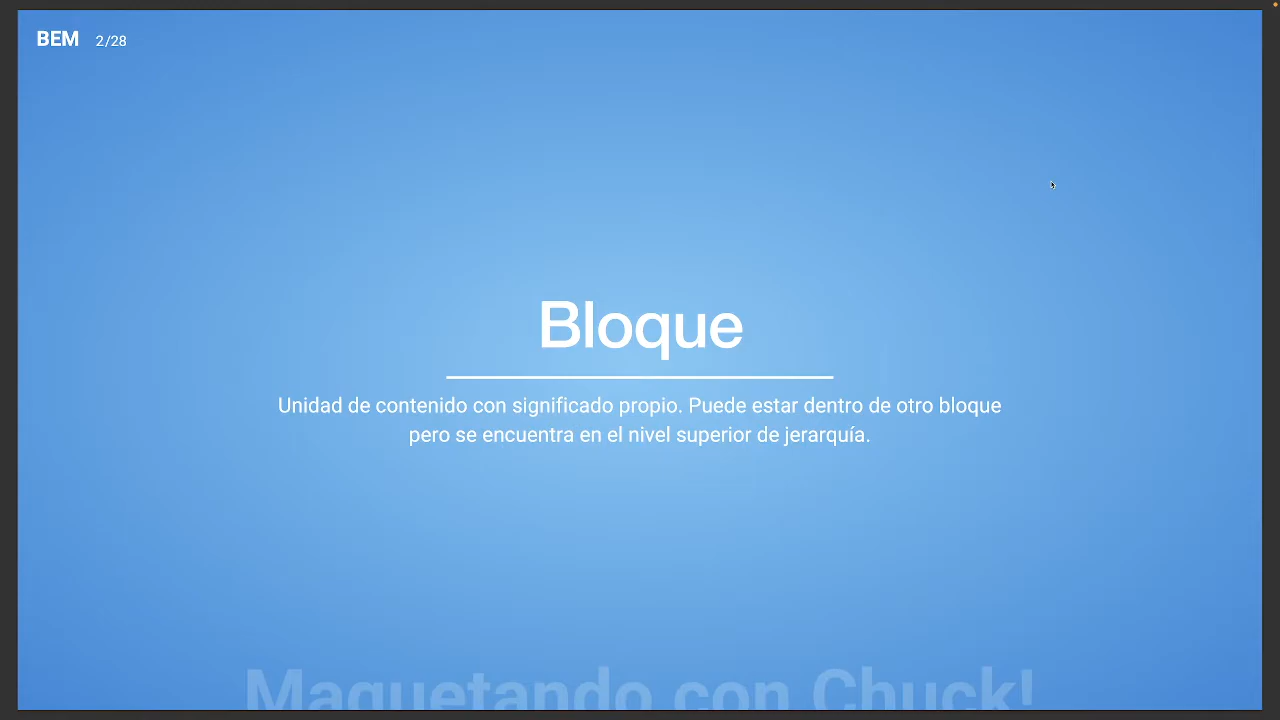 BEM 2/28
Bloque
Unidad de contenido con significado propio. Puede estar dentro de otro bloque
pero se encuentra en el nivel superior de jerarquía.
Maquetando con Chuck!